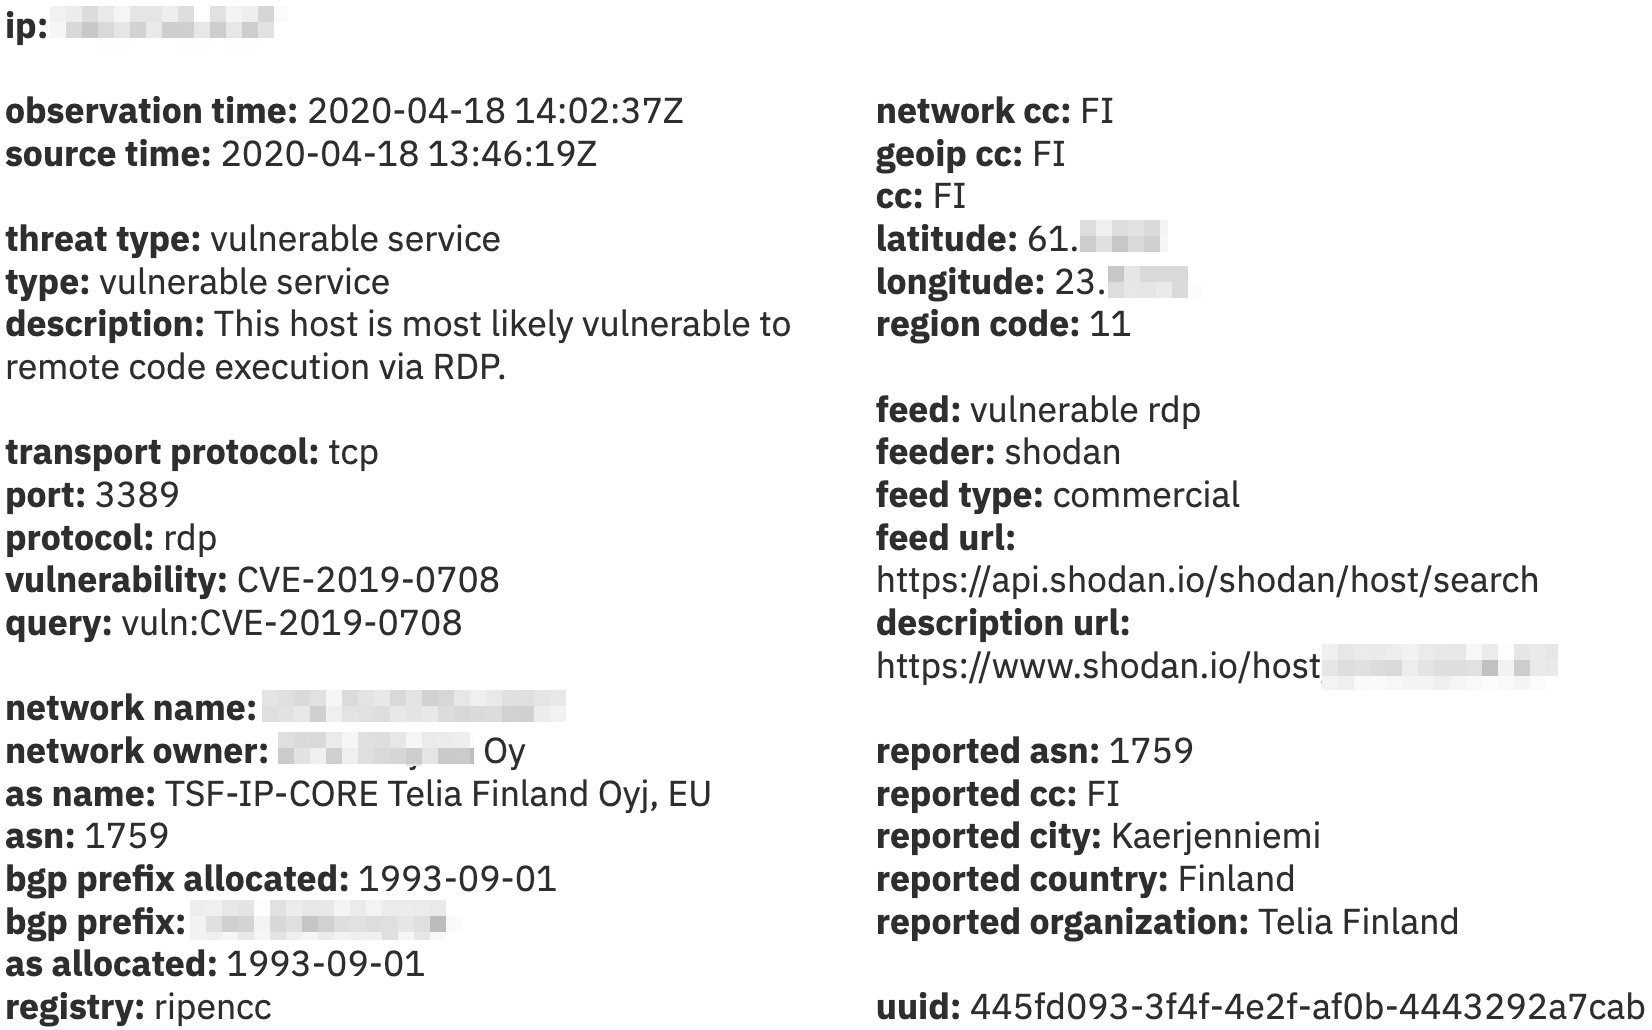 ip:
observation time: 2020-04-18 14:02:37Z
source time: 2020-04-18 13:46:19Z
threat type: vulnerable service
type: vulnerable service
description: This host is most likely vulnerable to
remote code execution via RDP.
transport protocol: tcp
port: 3389
protocol: rdp
vulnerability: CVE-2019-0708
query: vuln:CVE-2019-0708
network name:
network owner: Oy
as name: TSF-IP-CORE Telia Finland Oyj, EU
asn: 1759
bgp prefix allocated: 1993-09-01
bgp prefix:
as allocated: 1993-09-01
registry: ripencc
network cc: FI
geoip cc: FI
cc: FI
latitude: 61.
longitude: 23.
region code: 11
feed: vulnerable rdp
feeder: shodan
feed type: commercial
feed url:
https://api.shodan.io/shodan/host/search
description url:
https://www.shodan.io/host
reported asn: 1759
reported cc: FI
reported city: Kaerjenniemi
reported country: Finland
reported organization: Telia Finland
uuid: 445fd093-3f4f-4e2f-af0b-4443292a7cab